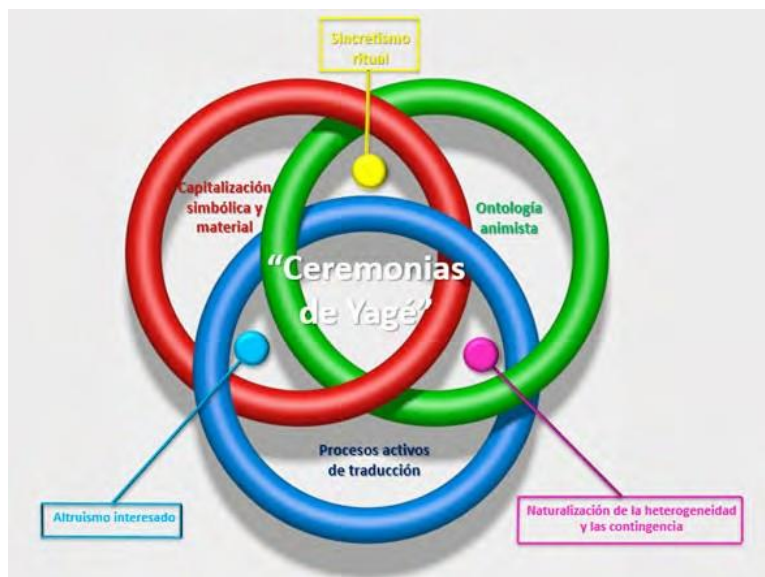 Sincretismo
ritual
Capitalización
simbólica y
material
Ontología
animista
“Ceremonias
de Yagé”
Procesos activos
de traducción
Altruismo interesado
Naturalización de la heterogeneidad
y las contingencia